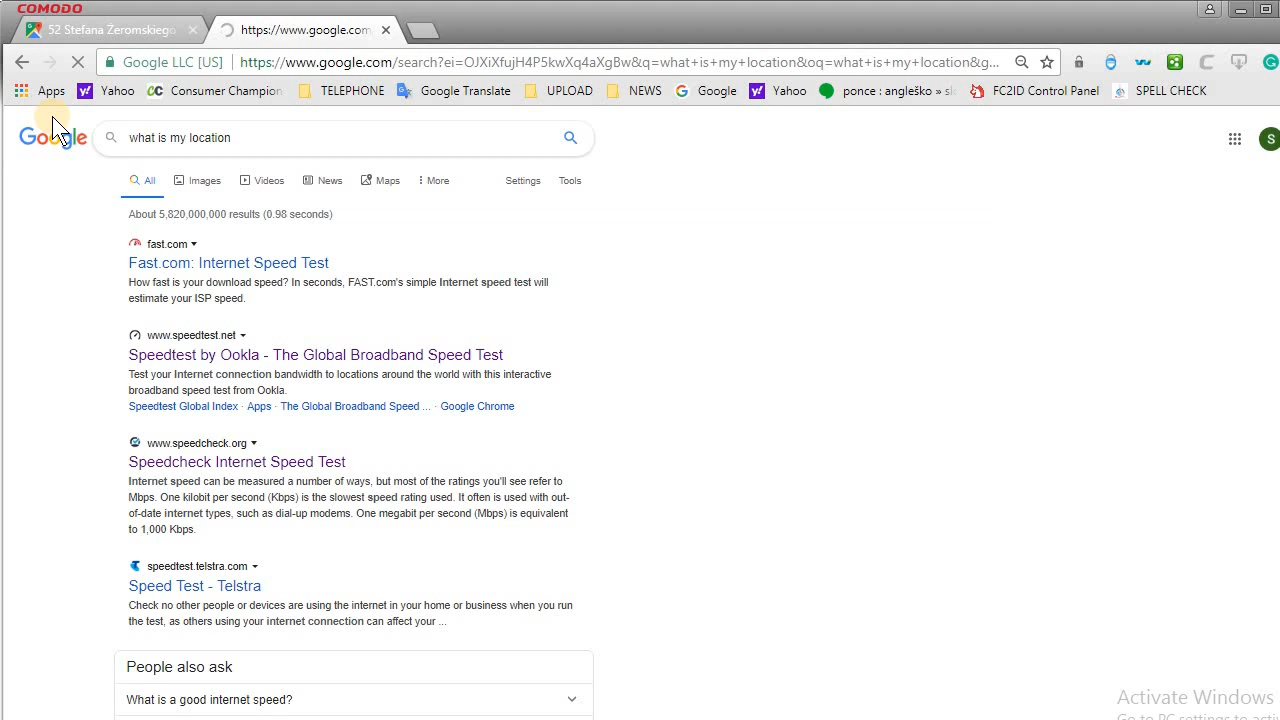 COMODO
52 Stefana Żeromskiego
https://www.google.com
Google LLC [US] https://www.google.com/search?ei=OJXiXfGJH4P5kwXq4aXgBw&q=what+is+my+location&oq=what+is+my+location&g...
Apps Yahoo Consumer Champion TELEPHONE Google Translate UPLOAD NEWS Google Yahoo ponce : angleško » sl FC2ID Control Panel SPELL CHECK
Google what is my location S
All Images Videos News Maps More Settings Tools
About 5,820,000,000 results (0.98 seconds)
fast.com
Fast.com: Internet Speed Test
How fast is your download speed? In seconds, FAST.com's simple Internet speed test will
estimate your ISP speed.
www.speedtest.net
Speedtest by Ookla - The Global Broadband Speed Test
Test your Internet connection bandwidth to locations around the world with this interactive
broadband speed test from Ookla.
Speedtest Global Index · Apps · The Global Broadband Speed ... · Google Chrome
www.speedcheck.org
Speedcheck Internet Speed Test
Internet speed can be measured a number of ways, but most of the ratings you'll see refer to
Mbps. One kilobit per second (Kbps) is the slowest speed rating used. It often is used with out-
of-date internet types, such as dial-up modems. One megabit per second (Mbps) is equivalent
to 1,000 Kbps.
speedtest.telstra.com
Speed Test - Telstra
Check no other people or devices are using the internet in your home or business when you run
the test, as others using your internet connection can affect your ...
People also ask
What is a good internet speed?
Activate Windows
Go to PC settings to acti